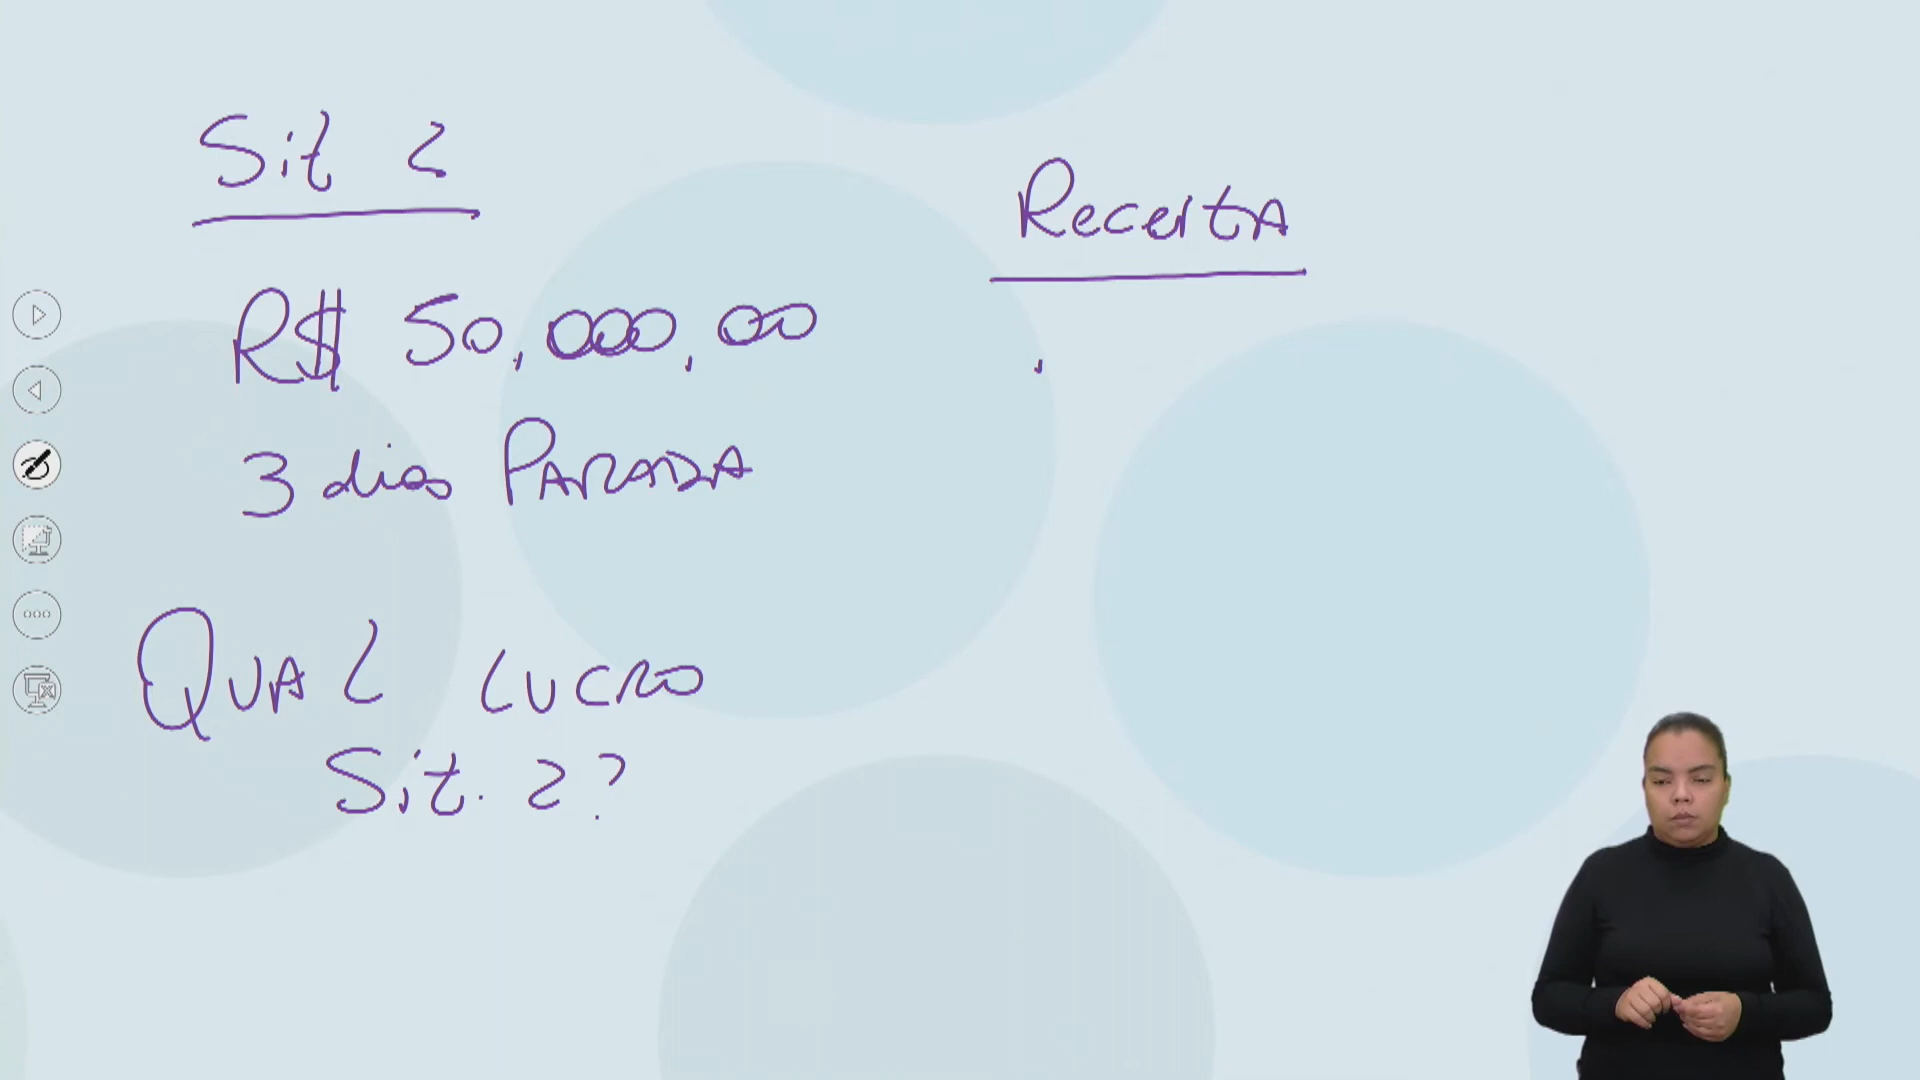 Sit 2
R$ 50.000,00
3 dias PARADA
QUAL LUCRO
Sit. 2?
ReceitA